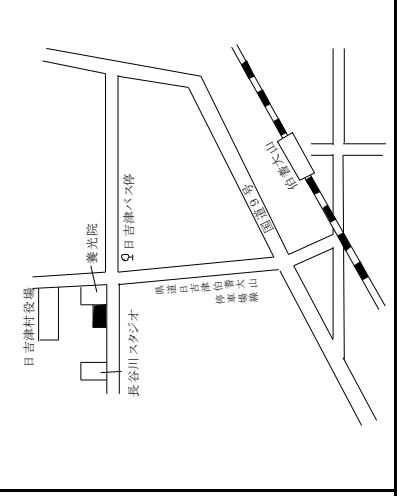 伯耆大山
国道9号
日吉津バス停
養光院
県道日吉津伯耆大山
停車場線
日吉津村役場
長谷川スタジオ